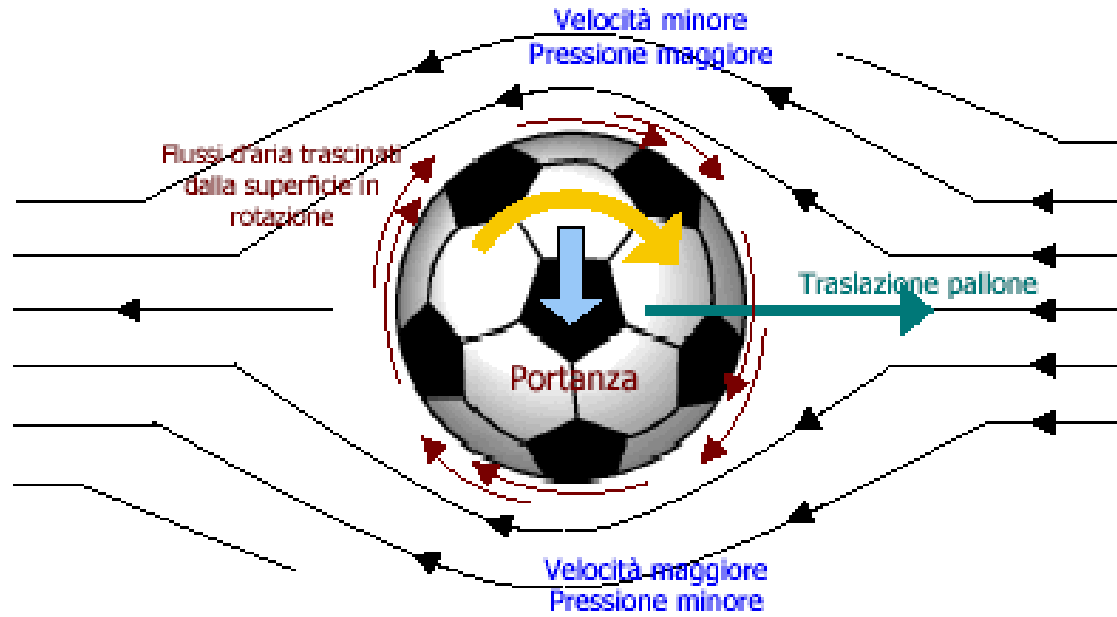 Velocità minore
Pressione maggiore
Flussi d'aria trascinati
dalla superficie in
rotazione
Traslazione pallone
Portanza
Velocità maggiore
Pressione minore